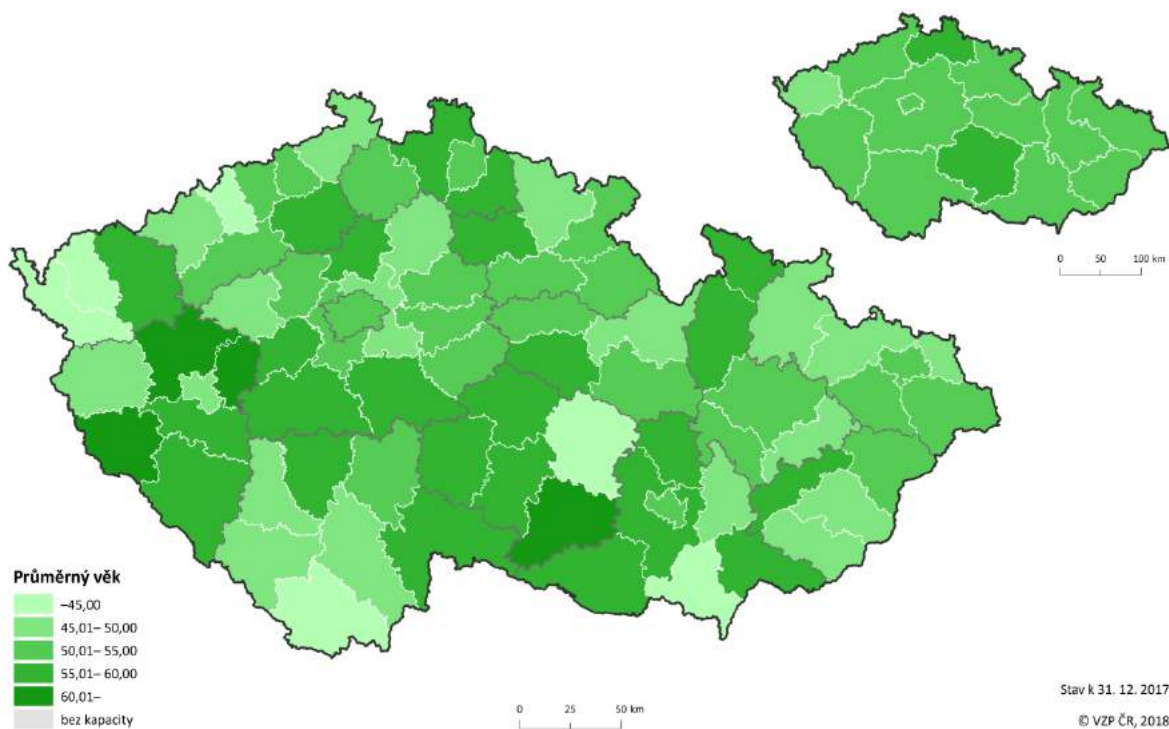 0 50 100 km
Průměrný věk
–45,00
45,01– 50,00
50,01– 55,00
55,01– 60,00
60,01–
bez kapacity
0 25 50 km
Stav k 31. 12. 2017
© VZP ČR, 2018